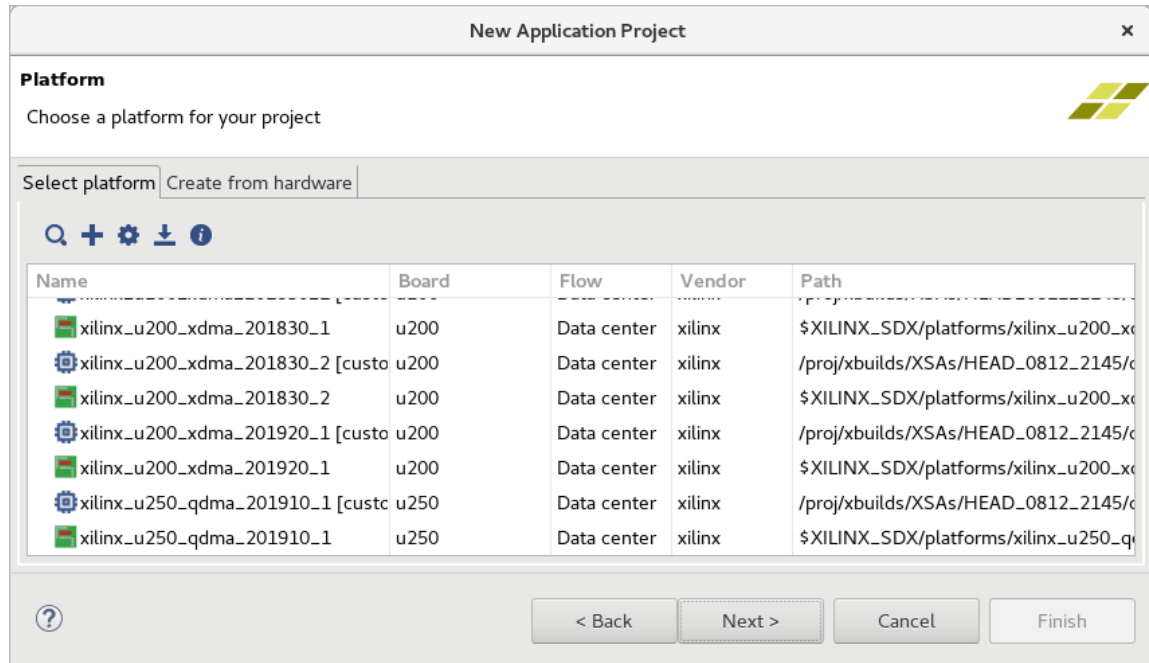 New Application Project
×
Platform
Choose a platform for your project
Select platform Create from hardware
Name Board Flow Vendor Path
xilinx_u200_xdma_201830_1 u200 Data center xilinx $XILINX_SDX/platforms/xilinx_u200_x
xilinx_u200_xdma_201830_2 [custo u200 Data center xilinx /proj/xbuilds/XSAs/HEAD_0812_2145/
xilinx_u200_xdma_201830_2 u200 Data center xilinx $XILINX_SDX/platforms/xilinx_u200_x
xilinx_u200_xdma_201920_1 [custo u200 Data center xilinx /proj/xbuilds/XSAs/HEAD_0812_2145/
xilinx_u200_xdma_201920_1 u200 Data center xilinx $XILINX_SDX/platforms/xilinx_u200_x
xilinx_u250_qdma_201910_1 [custo u250 Data center xilinx /proj/xbuilds/XSAs/HEAD_0812_2145/
xilinx_u250_qdma_201910_1 u250 Data center xilinx $XILINX_SDX/platforms/xilinx_u250_q
? < Back Next > Cancel Finish